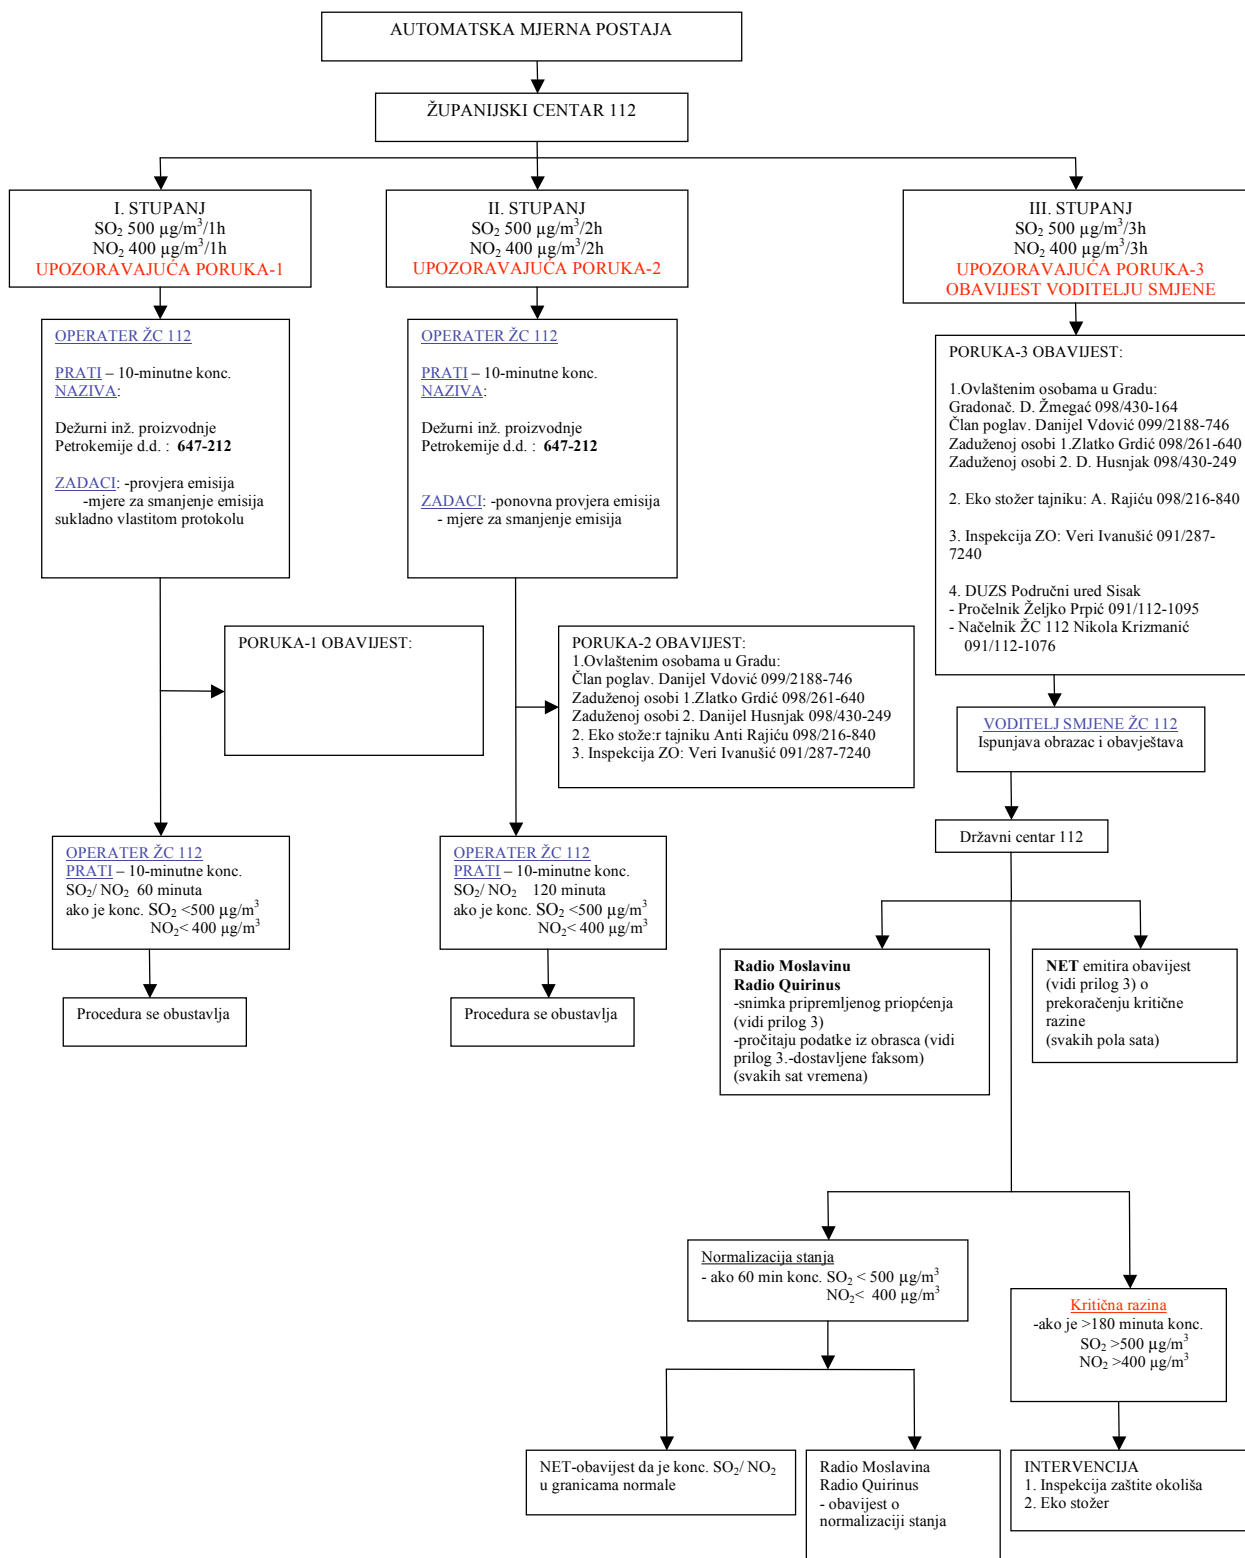 AUTOMATSKA MJERNA POSTAJA
ŽUPANIJSKI CENTAR 112
I. STUPANJ
SO₂ 500 µg/m³/1h
NO₂ 400 µg/m³/1h
UPOZORAVAJUĆA PORUKA-1
II. STUPANJ
SO₂ 500 µg/m³/2h
NO₂ 400 µg/m³/2h
UPOZORAVAJUĆA PORUKA-2
III. STUPANJ
SO₂ 500 µg/m³/3h
NO₂ 400 µg/m³/3h
UPOZORAVAJUĆA PORUKA-3
OBAVIJEST VODITELJU SMJENE
OPERATER ŽC 112
PRATI – 10-minutne konc.
NAZIVA:
Dežurni inž. proizvodnje
Petrokemije d.d. : 647-212
ZADACI: -provjera emisija
-mjere za smanjenje emisija
sukladno vlastitom protokolu
OPERATER ŽC 112
PRATI – 10-minutne konc.
NAZIVA:
Dežurni inž. proizvodnje
Petrokemije d.d. : 647-212
ZADACI: -ponovna provjera emisija
- mjere za smanjenje emisija
PORUKA-3 OBAVIJEST:
1.Ovlaštenim osobama u Gradu:
Gradonač. D. Žmegać 098/430-164
Član poglav. Danijel Vdović 099/2188-746
Zaduženoj osobi 1.Zlatko Grdić 098/261-640
Zaduženoj osobi 2. D. Husnjak 098/430-249
2. Eko stožer tajniku: A. Rajiću 098/216-840
3. Inspekcija ZO: Veri Ivanušić 091/287-
7240
4. DUZS Područni ured Sisak
- Pročelnik Željko Prpić 091/112-1095
- Načelnik ŽC 112 Nikola Krizmanić
091/112-1076
PORUKA-1 OBAVIJEST:
PORUKA-2 OBAVIJEST:
1.Ovlaštenim osobama u Gradu:
Član poglav. Danijel Vdović 099/2188-746
Zaduženoj osobi 1.Zlatko Grdić 098/261-640
Zaduženoj osobi 2. Danijel Husnjak 098/430-249
2. Eko stože:r tajniku Anti Rajiću 098/216-840
3. Inspekcija ZO: Veri Ivanušić 091/287-7240
VODITELJ SMJENE ŽC 112
Ispunjava obrazac i obavještava
Državni centar 112
OPERATER ŽC 112
PRATI – 10-minutne konc.
SO₂/ NO₂ 60 minuta
ako je konc. SO₂ <500 µg/m³
NO₂< 400 µg/m³
OPERATER ŽC 112
PRATI – 10-minutne konc.
SO₂/ NO₂ 120 minuta
ako je konc. SO₂ <500 µg/m³
NO₂< 400 µg/m³
Procedura se obustavlja
Procedura se obustavlja
Radio Moslavinu
Radio Quirinus
-snimka pripremljenog priopćenja
(vidi prilog 3)
-pročitaju podatke iz obrasca (vidi
prilog 3.-dostavljene faksom)
(svakih sat vremena)
NET emitira obavijest
(vidi prilog 3) o
prekoračenju kritične
razine
(svakih pola sata)
Normalizacija stanja
- ako 60 min konc. SO₂ < 500 µg/m³
NO₂< 400 µg/m³
Kritična razina
-ako je >180 minuta konc.
SO₂ >500 µg/m³
NO₂ >400 µg/m³
NET-obavijest da je konc. SO₂/ NO₂
u granicama normale
Radio Moslavina
Radio Quirinus
- obavijest o
normalizaciji stanja
INTERVENCIJA
1. Inspekcija zaštite okoliša
2. Eko stožer